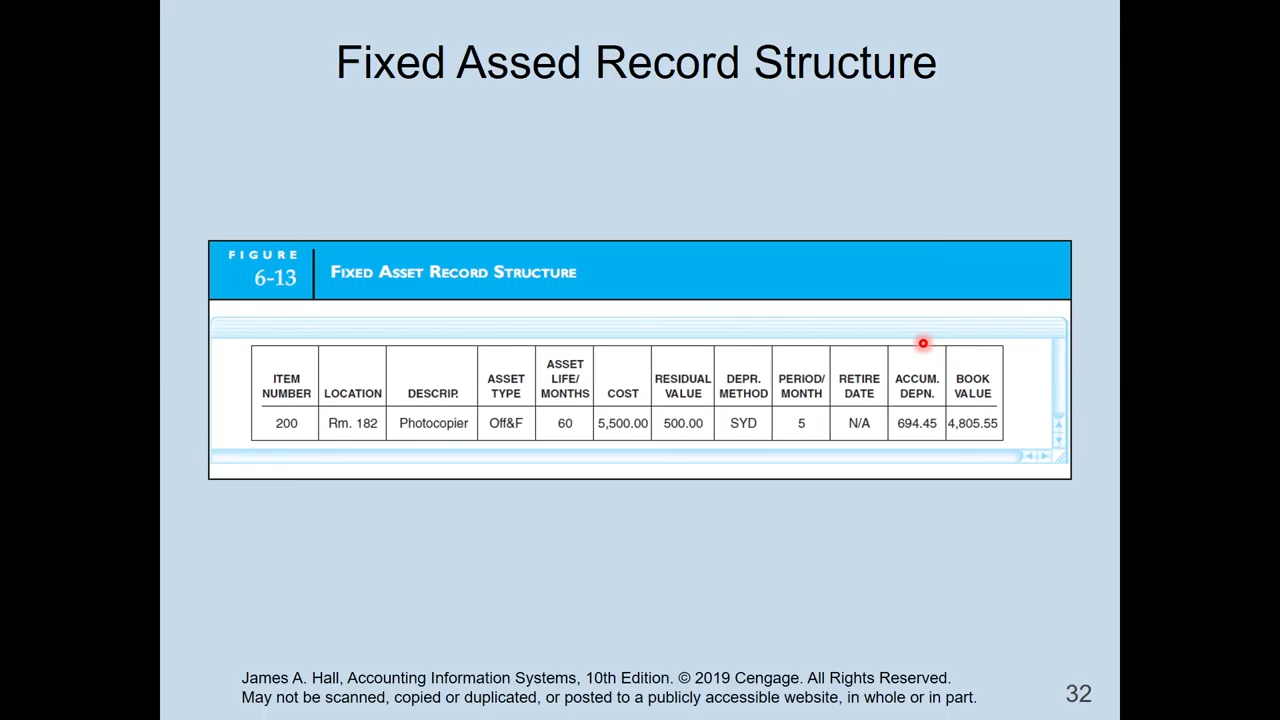 Fixed Assed Record Structure
FIGURE
6-13
FIXED ASSET RECORD STRUCTURE
ITEM NUMBER LOCATION DESCRIP. ASSET TYPE ASSET LIFE/ MONTHS COST RESIDUAL VALUE DEPR. METHOD PERIOD/ MONTH RETIRE DATE ACCUM. DEPN. BOOK VALUE
200 Rm. 182 Photocopier Off&F 60 5,500.00 500.00 SYD 5 N/A 694.45 4,805.55
James A. Hall, Accounting Information Systems, 10th Edition. © 2019 Cengage. All Rights Reserved.
May not be scanned, copied or duplicated, or posted to a publicly accessible website, in whole or in part.
32